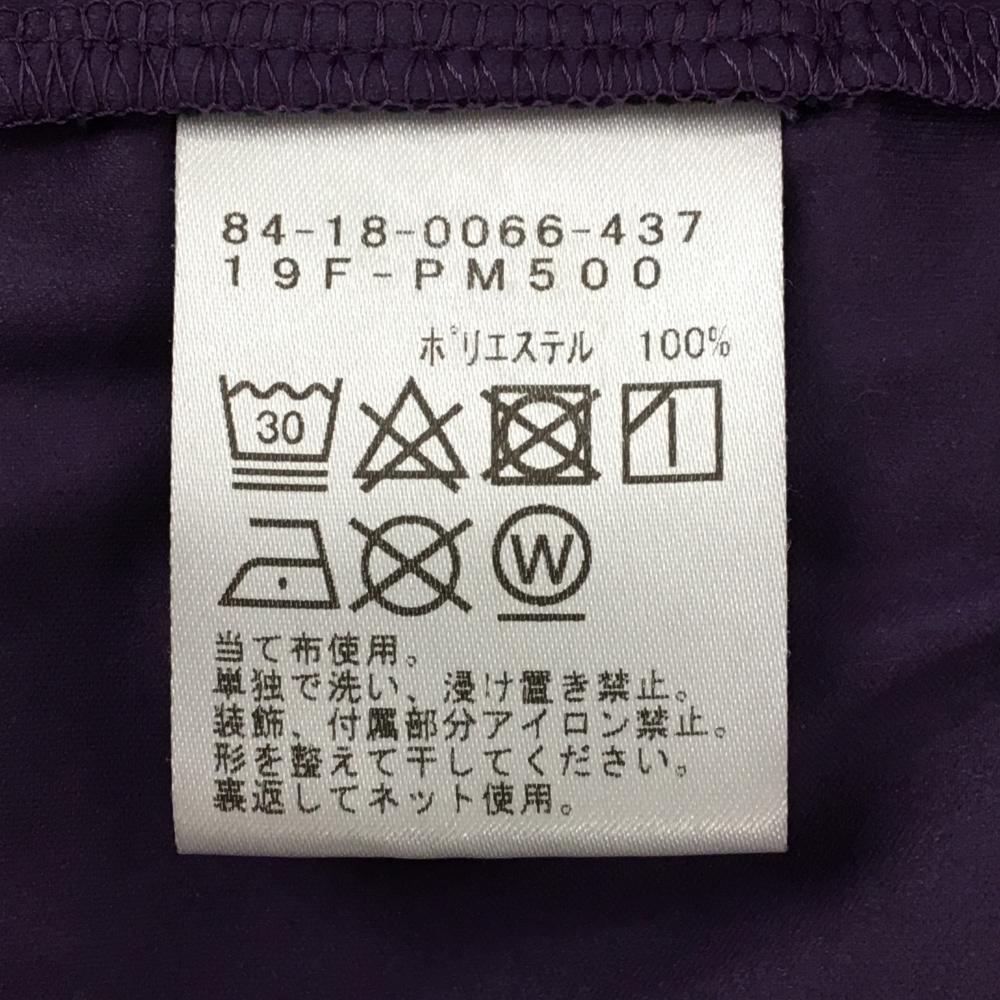 84-18-0066-437
19F-PM500
ポリエステル 100%
30
W
当て布使用。
単独で洗い、浸け置き禁止。
装飾、付属部分アイロン禁止。
形を整えて干してください。
裏返してネット使用。